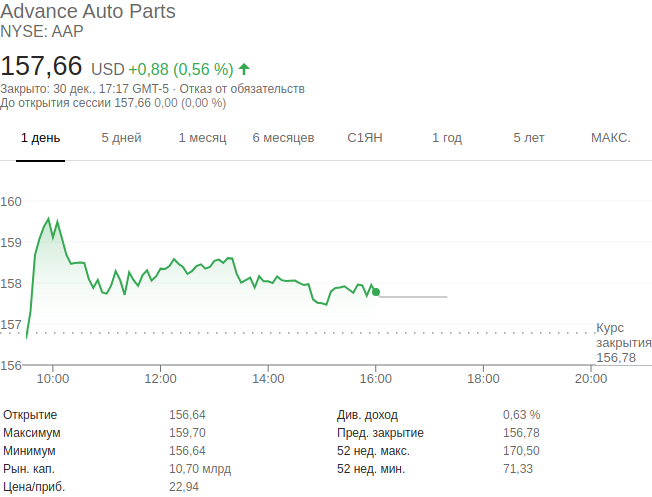 Advance Auto Parts
NYSE: AAP
157,66 USD +0,88 (0,56 %)
Закрыто: 30 дек., 17:17 GMT-5 · Отказ от обязательств
До открытия сессии 157,66 0,00 (0,00 %)
1 день 5 дней 1 месяц 6 месяцев С1ЯН 1 год 5 лет МАКС.
160
159
158
157
Курс
закрытия
156,78
156
10:00 12:00 14:00 16:00 18:00 20:00
Открытие 156,64 Див. доход 0,63 %
Максимум 159,70 Пред. закрытие 156,78
Минимум 156,64 52 нед. макс. 170,50
Рын. кап. 10,70 млрд 52 нед. мин. 71,33
Цена/приб. 22,94